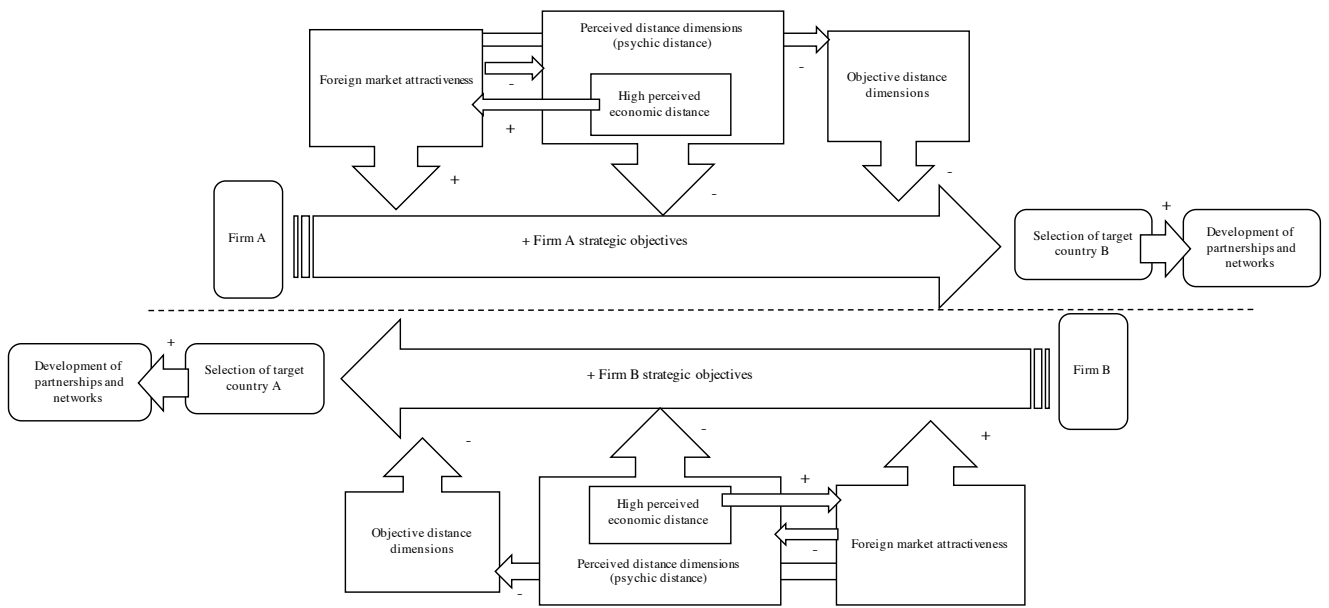 Perceived distance dimensions
(psychic distance)
Foreign market attractiveness
-
-
Objective distance
dimensions
High perceived
economic distance
+
+
-
-
Firm A
+ Firm A strategic objectives
+
Selection of target
country B
Development of
partnerships and
networks
+
Development of
partnerships and
networks
Selection of target
country A
+ Firm B strategic objectives
Firm B
-
-
+
High perceived
economic distance
+
Objective distance
dimensions
-
Foreign market attractiveness
Perceived distance dimensions
(psychic distance)
-